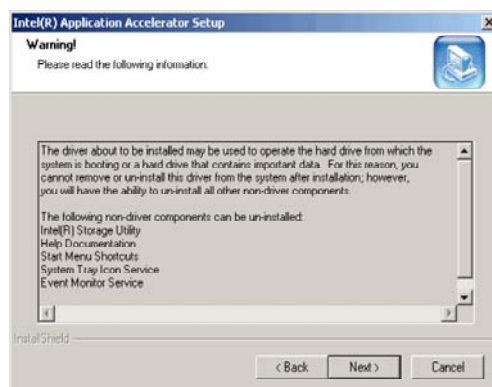 Intel(R) Application Accelerator Setup
Warning!
Please read the following information.
The driver about to be installed may be used to operate the hard drive from which the
system is booting or a hard drive that contains important data. For this reason, you
cannot remove or un-install this driver from the system after installation; however,
you will have the ability to un-install all other non-driver components.
The following non-driver components can be un-installed:
Intel(R) Storage Utility
Help Documentation
Start Menu Shortcuts
System Tray Icon Service
Event Monitor Service
InstallShield
< Back
Next >
Cancel